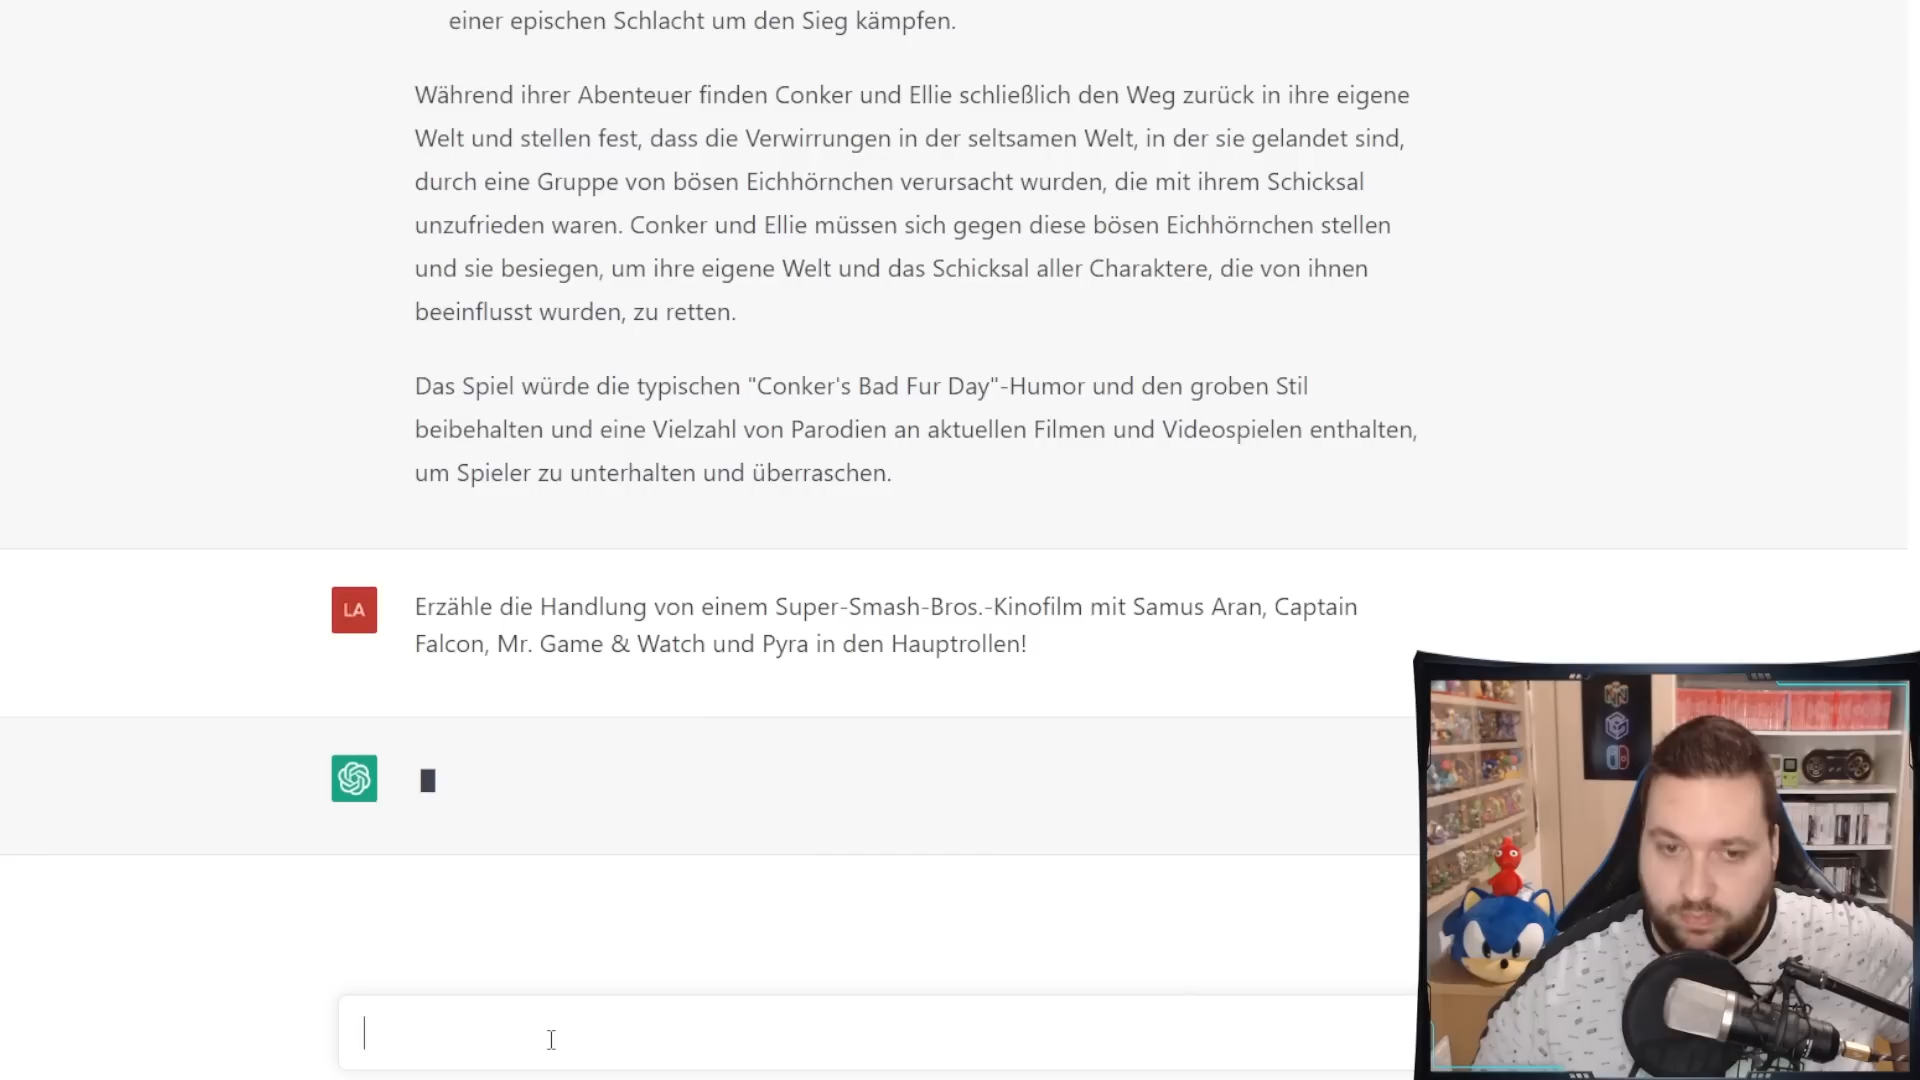 einer epischen Schlacht um den Sieg kämpfen.
Während ihrer Abenteuer finden Conker und Ellie schließlich den Weg zurück in ihre eigene
Welt und stellen fest, dass die Verwirrungen in der seltsamen Welt, in der sie gelandet sind,
durch eine Gruppe von bösen Eichhörnchen verursacht wurden, die mit ihrem Schicksal
unzufrieden waren. Conker und Ellie müssen sich gegen diese bösen Eichhörnchen stellen
und sie besiegen, um ihre eigene Welt und das Schicksal aller Charaktere, die von ihnen
beeinflusst wurden, zu retten.
Das Spiel würde die typischen "Conker's Bad Fur Day"-Humor und den groben Stil
beibehalten und eine Vielzahl von Parodien an aktuellen Filmen und Videospielen enthalten,
um Spieler zu unterhalten und überraschen.
LA
Erzähle die Handlung von einem Super-Smash-Bros.-Kinofilm mit Samus Aran, Captain
Falcon, Mr. Game & Watch und Pyra in den Hauptrollen!